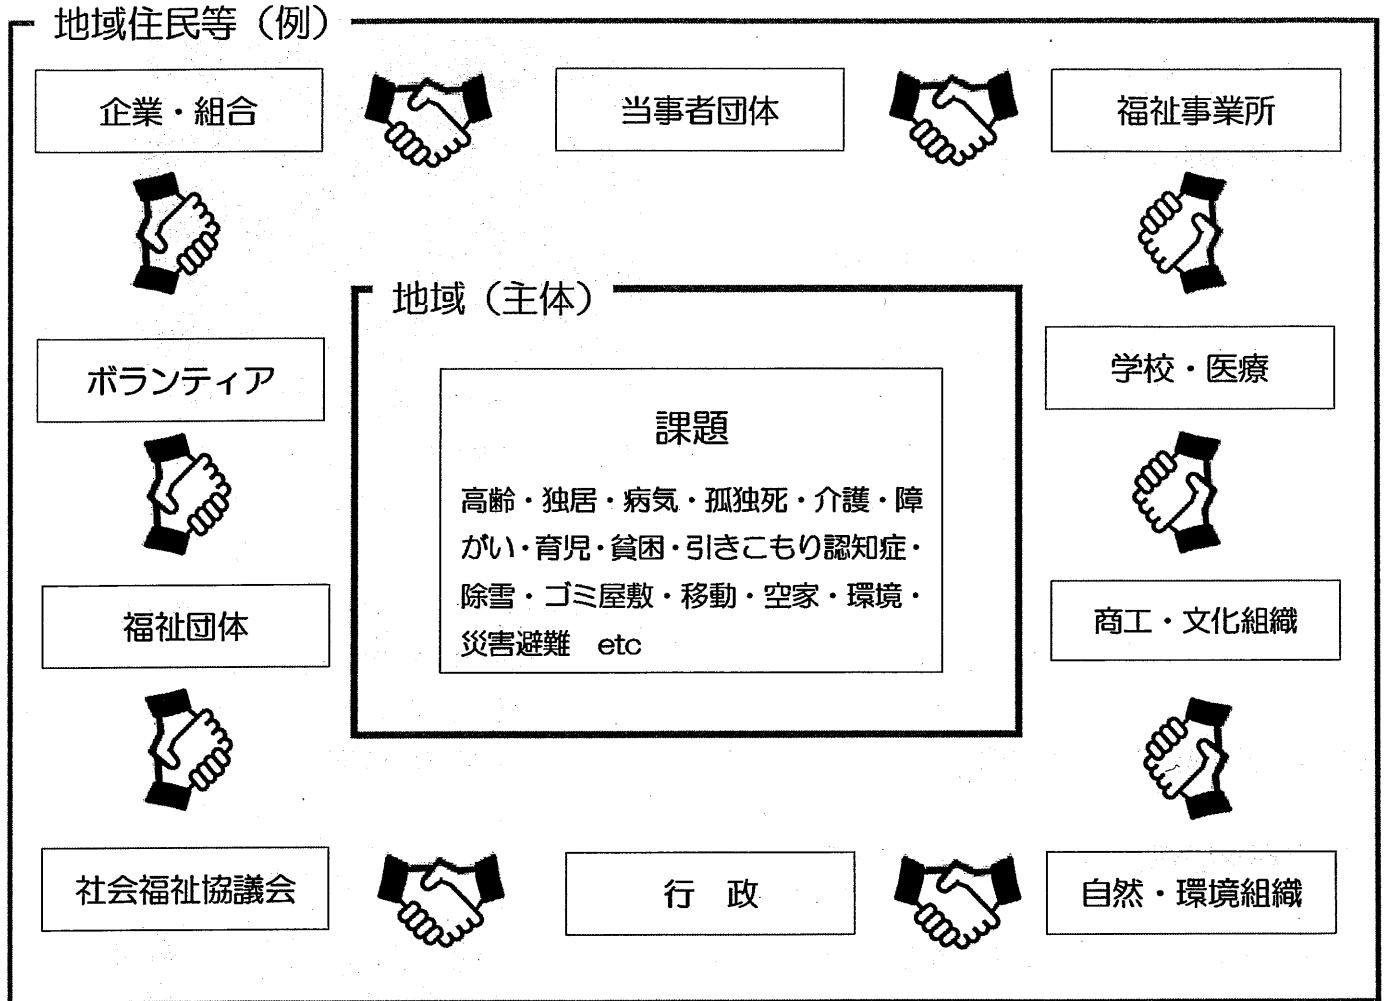 地域住民等（例）
企業・組合
当事者団体
福祉事業所
ボランティア
地域（主体）
学校・医療
課題
高齢・独居・病気・孤独死・介護・障
がい・育児・貧困・引きこもり認知症・
除雪・ゴミ屋敷・移動・空家・環境・
災害避難　etc
福祉団体
商工・文化組織
社会福祉協議会
行　政
自然・環境組織